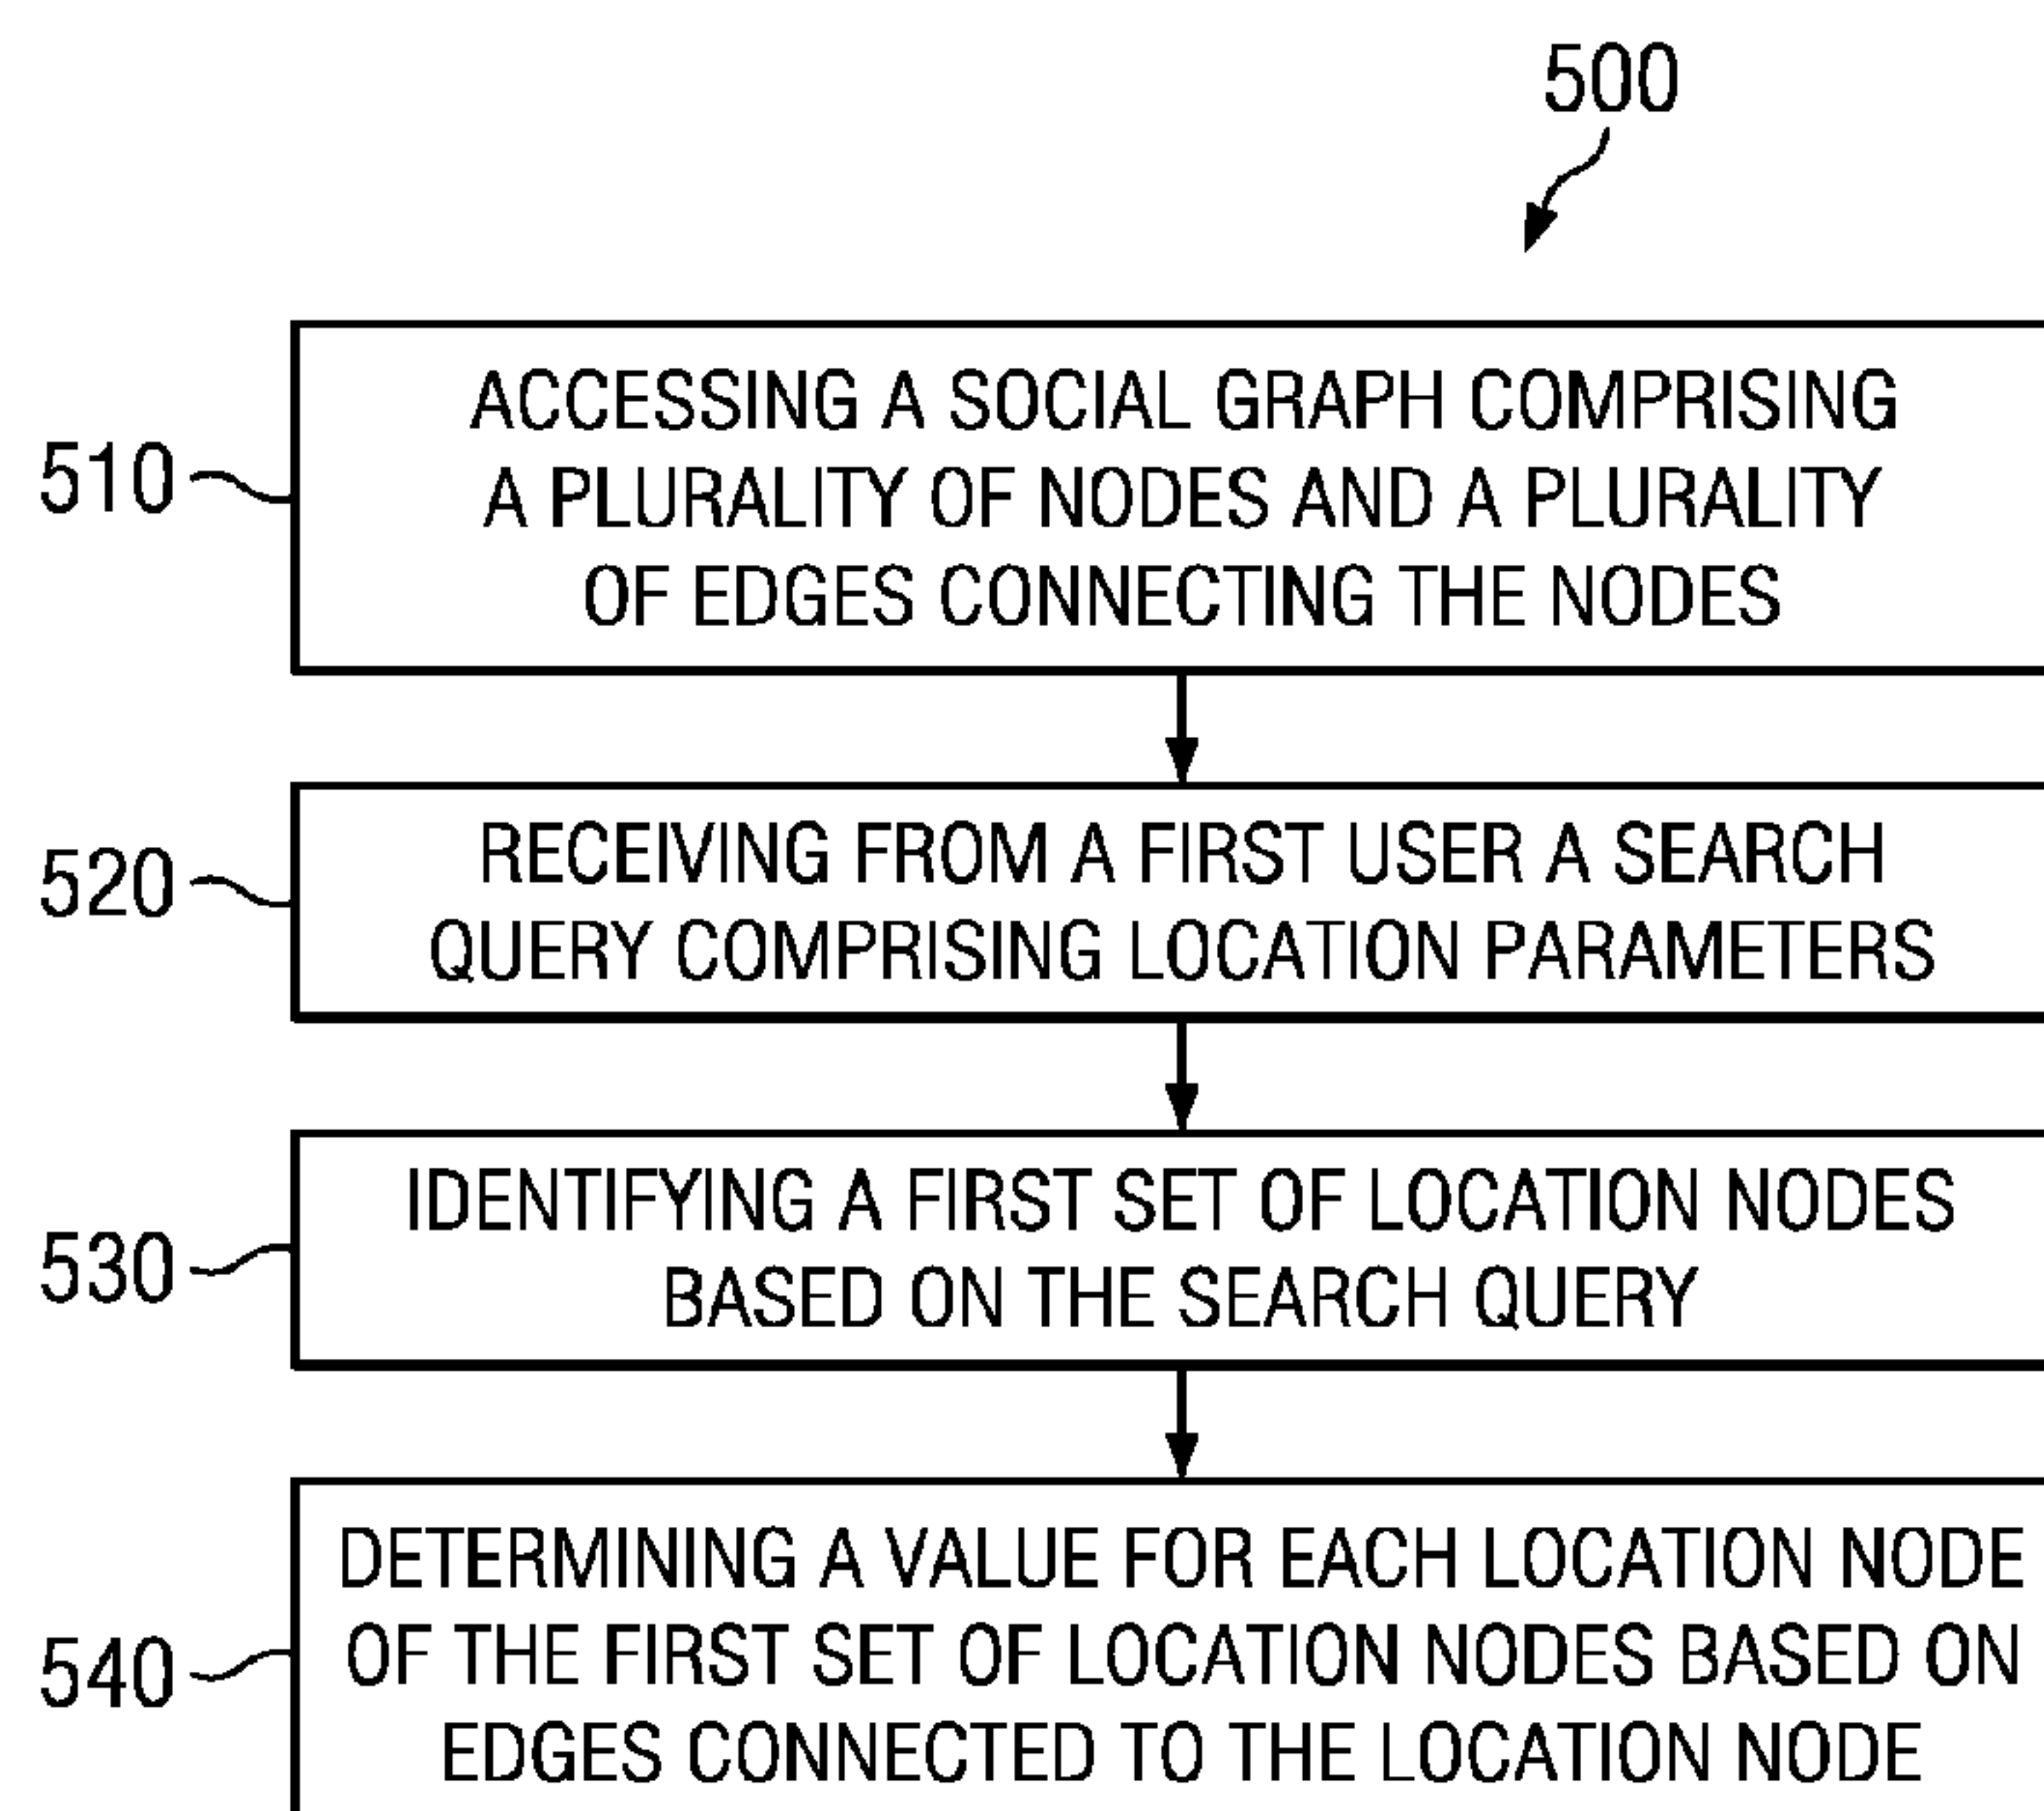 500
510
ACCESSING A SOCIAL GRAPH COMPRISING
A PLURALITY OF NODES AND A PLURALITY
OF EDGES CONNECTING THE NODES
520
RECEIVING FROM A FIRST USER A SEARCH
QUERY COMPRISING LOCATION PARAMETERS
530
IDENTIFYING A FIRST SET OF LOCATION NODES
BASED ON THE SEARCH QUERY
540
DETERMINING A VALUE FOR EACH LOCATION NODE
OF THE FIRST SET OF LOCATION NODES BASED ON
EDGES CONNECTED TO THE LOCATION NODE